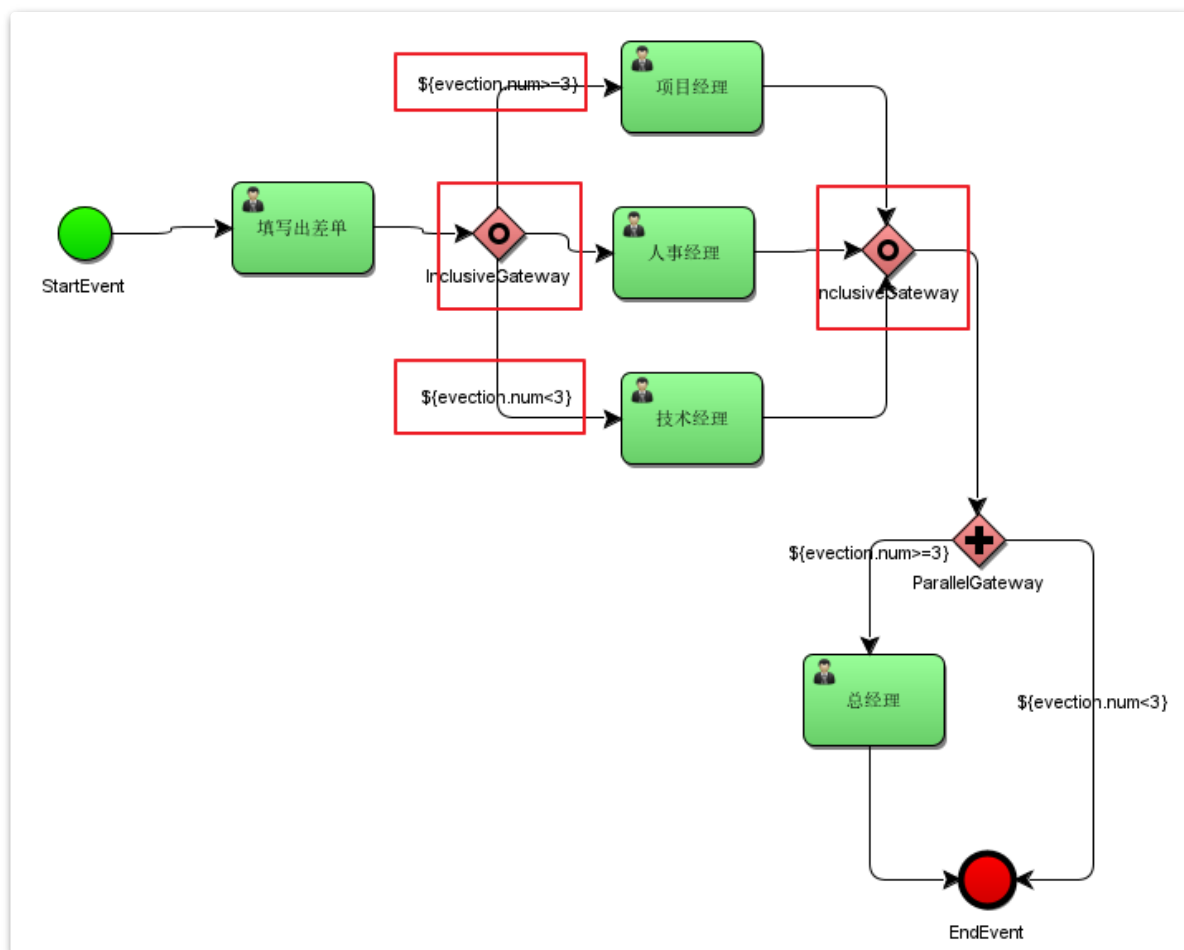 ${evection.num>=3}
项目经理
填写出差单
StartEvent
InclusiveGateway
人事经理
nclusiveGateway
${evection.num<3}
技术经理
${evection.num>=3}
ParallelGateway
总经理
${evection.num<3}
EndEvent